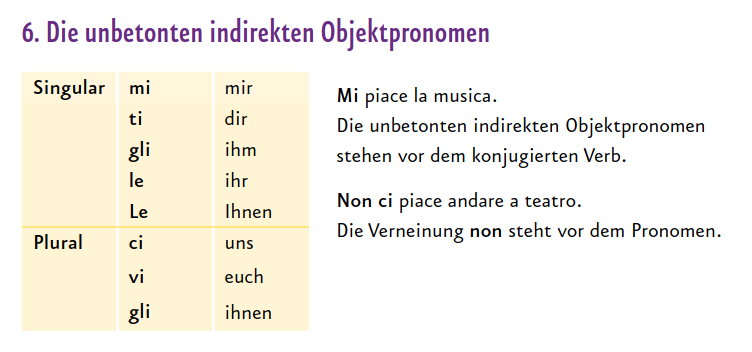 6. Die unbetonten indirekten Objektpronomen
Singular mi mir
ti dir
gli ihm
le ihr
Le Ihnen
Plural ci uns
vi euch
gli ihnen
Mi piace la musica.
Die unbetonten indirekten Objektpronomen
stehen vor dem konjugierten Verb.
Non ci piace andare a teatro.
Die Verneinung non steht vor dem Pronomen.